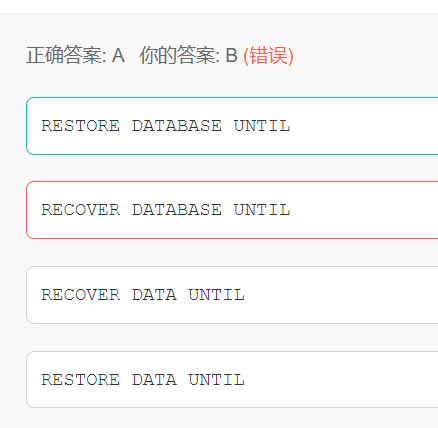 正确答案: A 你的答案: B (错误)
RESTORE DATABASE UNTIL
RECOVER DATABASE UNTIL
RECOVER DATA UNTIL
RESTORE DATA UNTIL